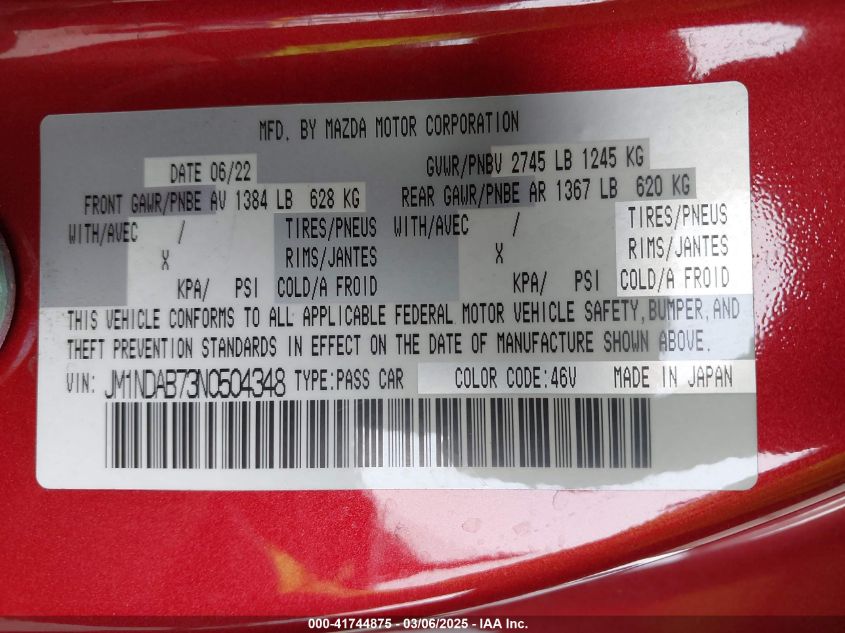 MFD. BY MAZDA MOTOR CORPORATION
DATE 06/22 GVWR/PNBV 2745 LB 1245 KG
FRONT GAWR/PNBE AV 1384 LB 628 KG REAR GAWR/PNBE AR 1367 LB 620 KG
WITH/AVEC / TIRES/PNEUS WITH/AVEC / TIRES/PNEUS
X RIMS/JANTES X RIMS/JANTES
KPA/ PSI COLD/A FROID KPA/ PSI COLD/A FROID
THIS VEHICLE CONFORMS TO ALL APPLICABLE FEDERAL MOTOR VEHICLE SAFETY, BUMPER, AND
THEFT PREVENTION STANDARDS IN EFFECT ON THE DATE OF MANUFACTURE SHOWN ABOVE.
VIN: JM1NDAB73N0504348 TYPE:PASS CAR COLOR CODE:46V MADE IN JAPAN
000-41744875 - 03/06/2025 - IAA Inc.